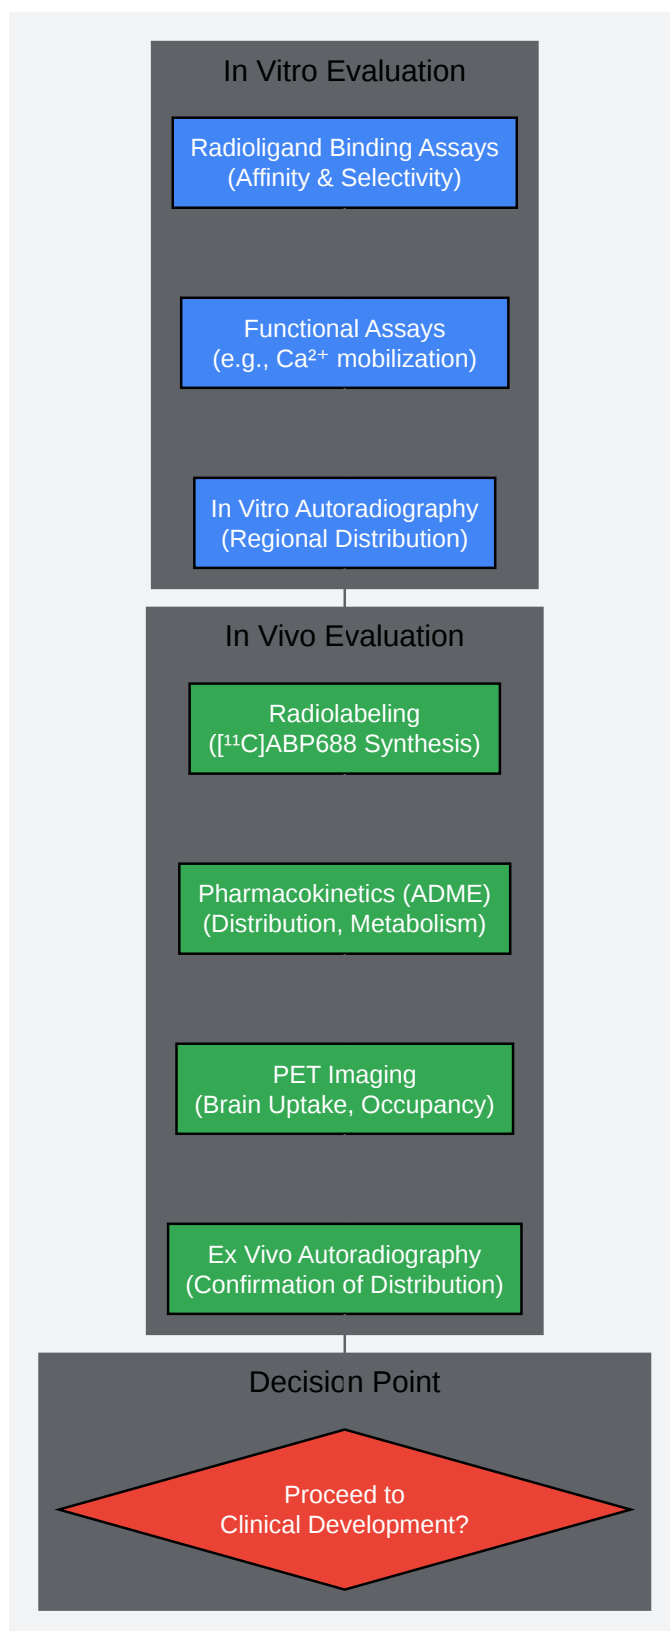 In Vitro Evaluation
Radioligand Binding Assays
(Affinity & Selectivity)
Functional Assays
(e.g., Ca²⁺ mobilization)
In Vitro Autoradiography
(Regional Distribution)
In Vivo Evaluation
Radiolabeling
([¹¹C]ABP688 Synthesis)
Pharmacokinetics (ADME)
(Distribution, Metabolism)
PET Imaging
(Brain Uptake, Occupancy)
Ex Vivo Autoradiography
(Confirmation of Distribution)
Decision Point
Proceed to
Clinical Development?